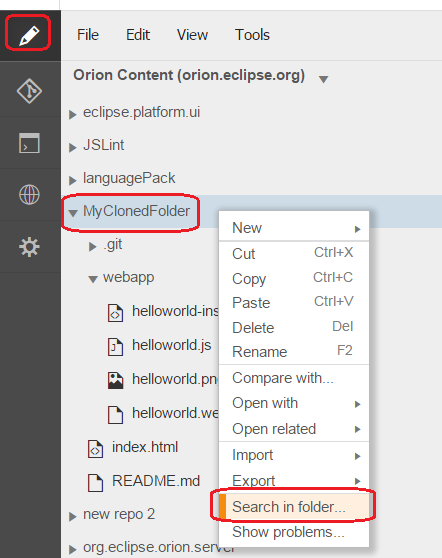 File Edit View Tools
Orion Content (orion.eclipse.org)
eclipse.platform.ui
JSLint
languagePack
MyClonedFolder
.git
webapp
helloworld-ins
helloworld.js
helloworld.pn
helloworld.we
index.html
README.md
new repo 2
org.eclipse.orion.server
New
Cut Ctrl+X
Copy Ctrl+C
Paste Ctrl+V
Delete Del
Rename F2
Compare with...
Open with
Open related
Import
Export
Search in folder...
Show problems...